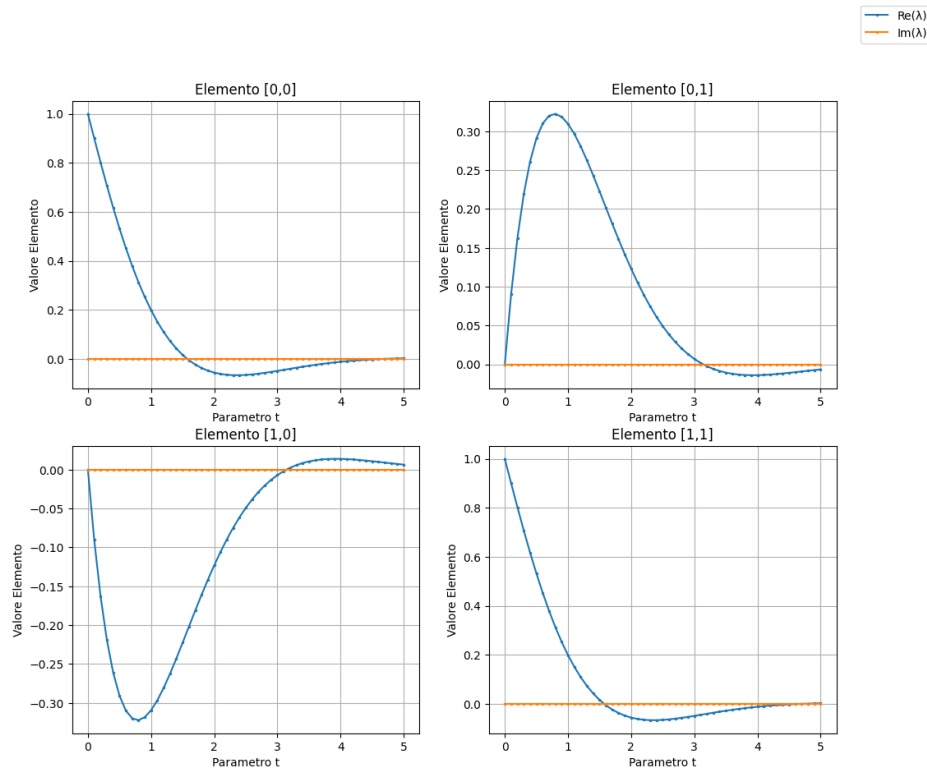 Re(λ)
Im(λ)
Elemento [0,0]
1.0
0.8
0.6
0.4
0.2
0.0
Valore Elemento
0 1 2 3 4 5
Parametro t
Elemento [0,1]
0.30
0.25
0.20
0.15
0.10
0.05
0.00
Valore Elemento
0 1 2 3 4 5
Parametro t
Elemento [1,0]
0.00
−0.05
−0.10
−0.15
−0.20
−0.25
−0.30
Valore Elemento
0 1 2 3 4 5
Parametro t
Elemento [1,1]
1.0
0.8
0.6
0.4
0.2
0.0
Valore Elemento
0 1 2 3 4 5
Parametro t